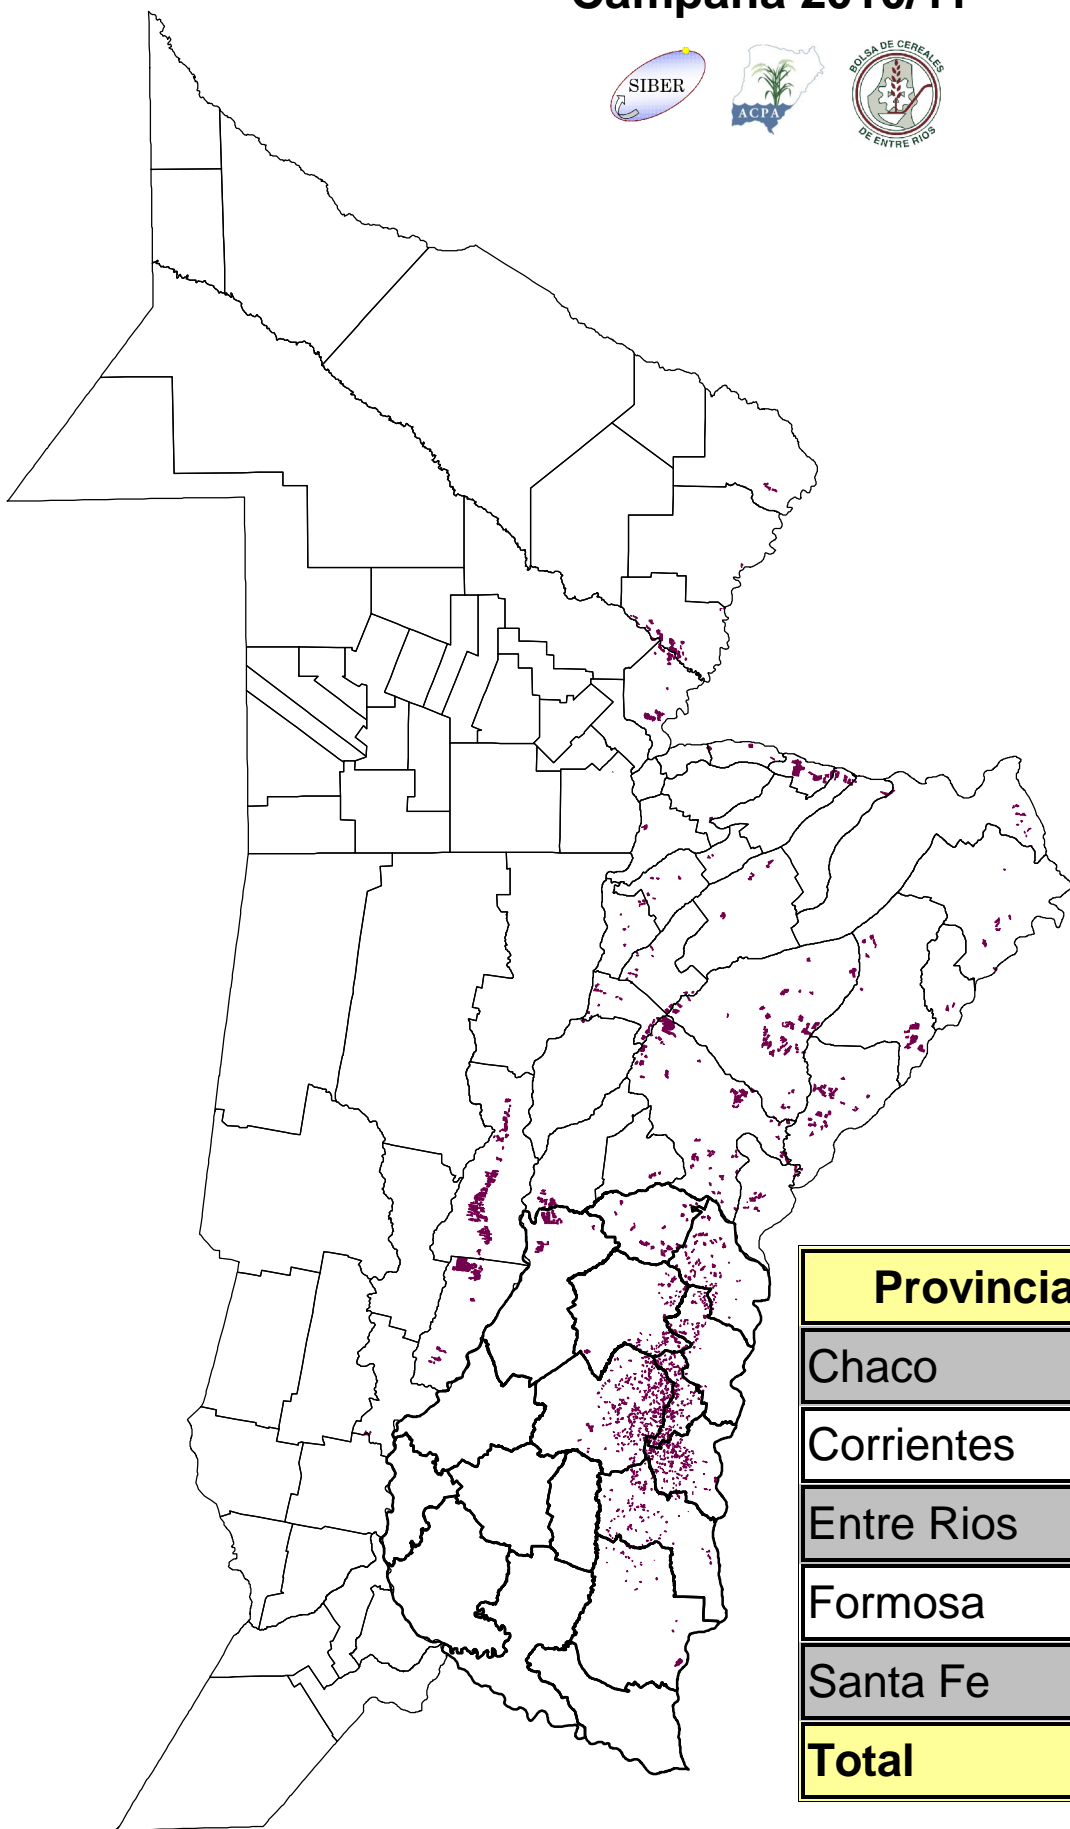 SIBER
ACPA
BOLSA DE CEREALES
DE ENTRE RIOS
Provincia
Chaco
Corrientes
Entre Rios
Formosa
Santa Fe
Total